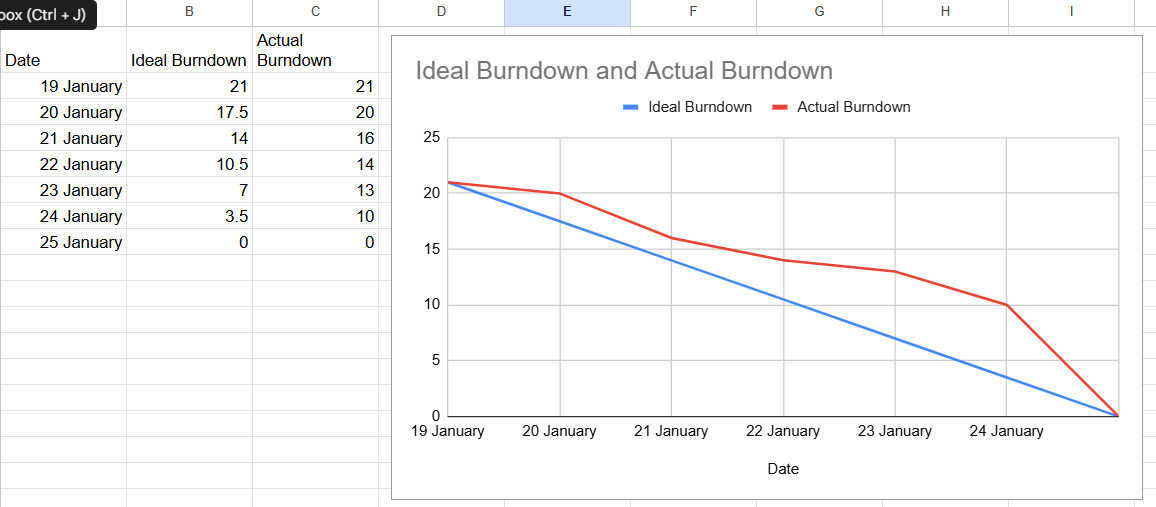 box (Ctrl + J)
B C D E F G H I
Date Ideal Burndown Actual Burndown
19 January 21 21
20 January 17.5 20
21 January 14 16
22 January 10.5 14
23 January 7 13
24 January 3.5 10
25 January 0 0
Ideal Burndown and Actual Burndown
Ideal Burndown Actual Burndown
25
20
15
10
5
0
19 January 20 January 21 January 22 January 23 January 24 January
Date